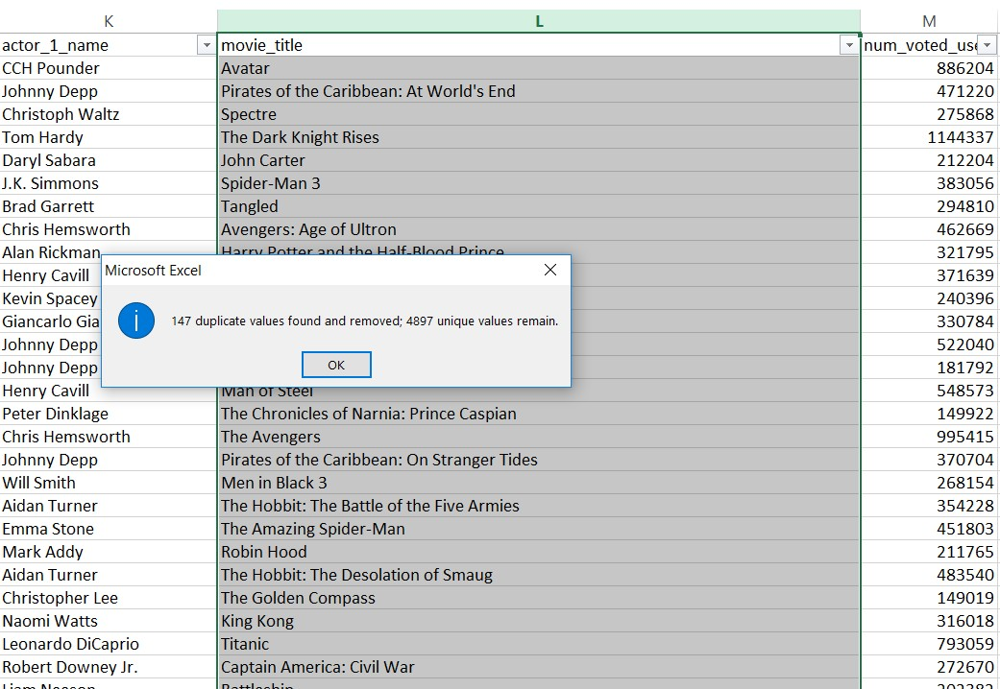 K L M
actor_1_name movie_title num_voted_use
CCH Pounder Avatar 886204
Johnny Depp Pirates of the Caribbean: At World's End 471220
Christoph Waltz Spectre 275868
Tom Hardy The Dark Knight Rises 1144337
Daryl Sabara John Carter 212204
J.K. Simmons Spider-Man 3 383056
Brad Garrett Tangled 294810
Chris Hemsworth Avengers: Age of Ultron 462669
Alan Rickman Harry Potter and the Half-Blood Prince 321795
Henry Cavill 371639
Kevin Spacey 240396
Giancarlo Gia 330784
Johnny Depp 522040
Johnny Depp 181792
Microsoft Excel
147 duplicate values found and removed; 4897 unique values remain.
OK
Henry Cavill Man of Steel 548573
Peter Dinklage The Chronicles of Narnia: Prince Caspian 149922
Chris Hemsworth The Avengers 995415
Johnny Depp Pirates of the Caribbean: On Stranger Tides 370704
Will Smith Men in Black 3 268154
Aidan Turner The Hobbit: The Battle of the Five Armies 354228
Emma Stone The Amazing Spider-Man 451803
Mark Addy Robin Hood 211765
Aidan Turner The Hobbit: The Desolation of Smaug 483540
Christopher Lee The Golden Compass 149019
Naomi Watts King Kong 316018
Leonardo DiCaprio Titanic 793059
Robert Downey Jr. Captain America: Civil War 272670
Liam Neeson Battleship 202382